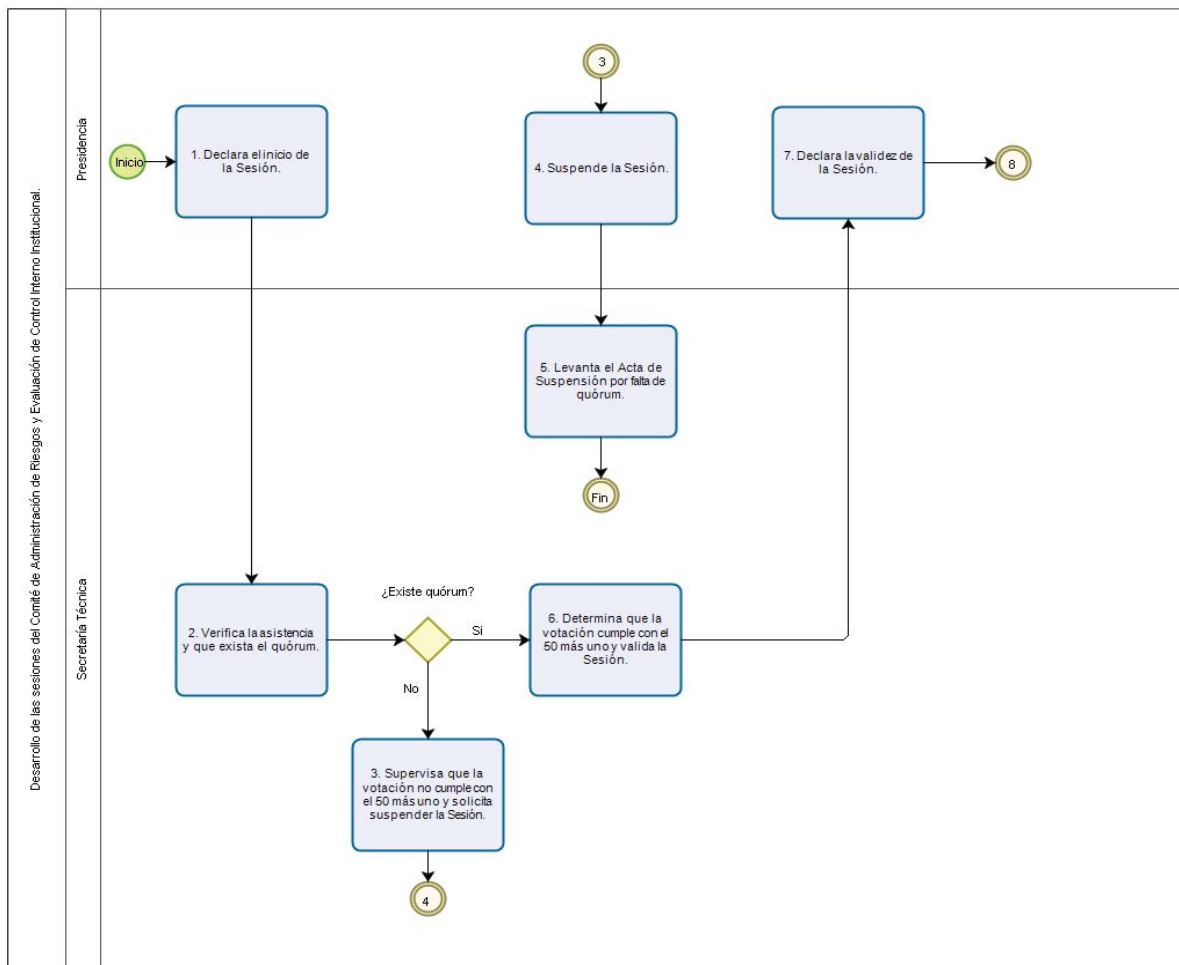 Desarrollo de las sesiones del Comité de Administración de Riesgos y Evaluación de Control Interno Institucional.
Presidencia
Inicio
1. Declara el inicio de
la Sesión.
3
4. Suspende la Sesión.
7. Declara la validez de
la Sesión.
8
Secretaría Técnica
5. Levanta el Acta de
Suspensión por falta de
quórum.
Fin
2. Verifica la asistencia
y que exista el quórum.
¿Existe quórum?
Si
No
6. Determina que la
votación cumple con el
50 más uno y valida la
Sesión.
3. Supervisa que la
votación no cumple con
el 50 más uno y solicita
suspender la Sesión.
4